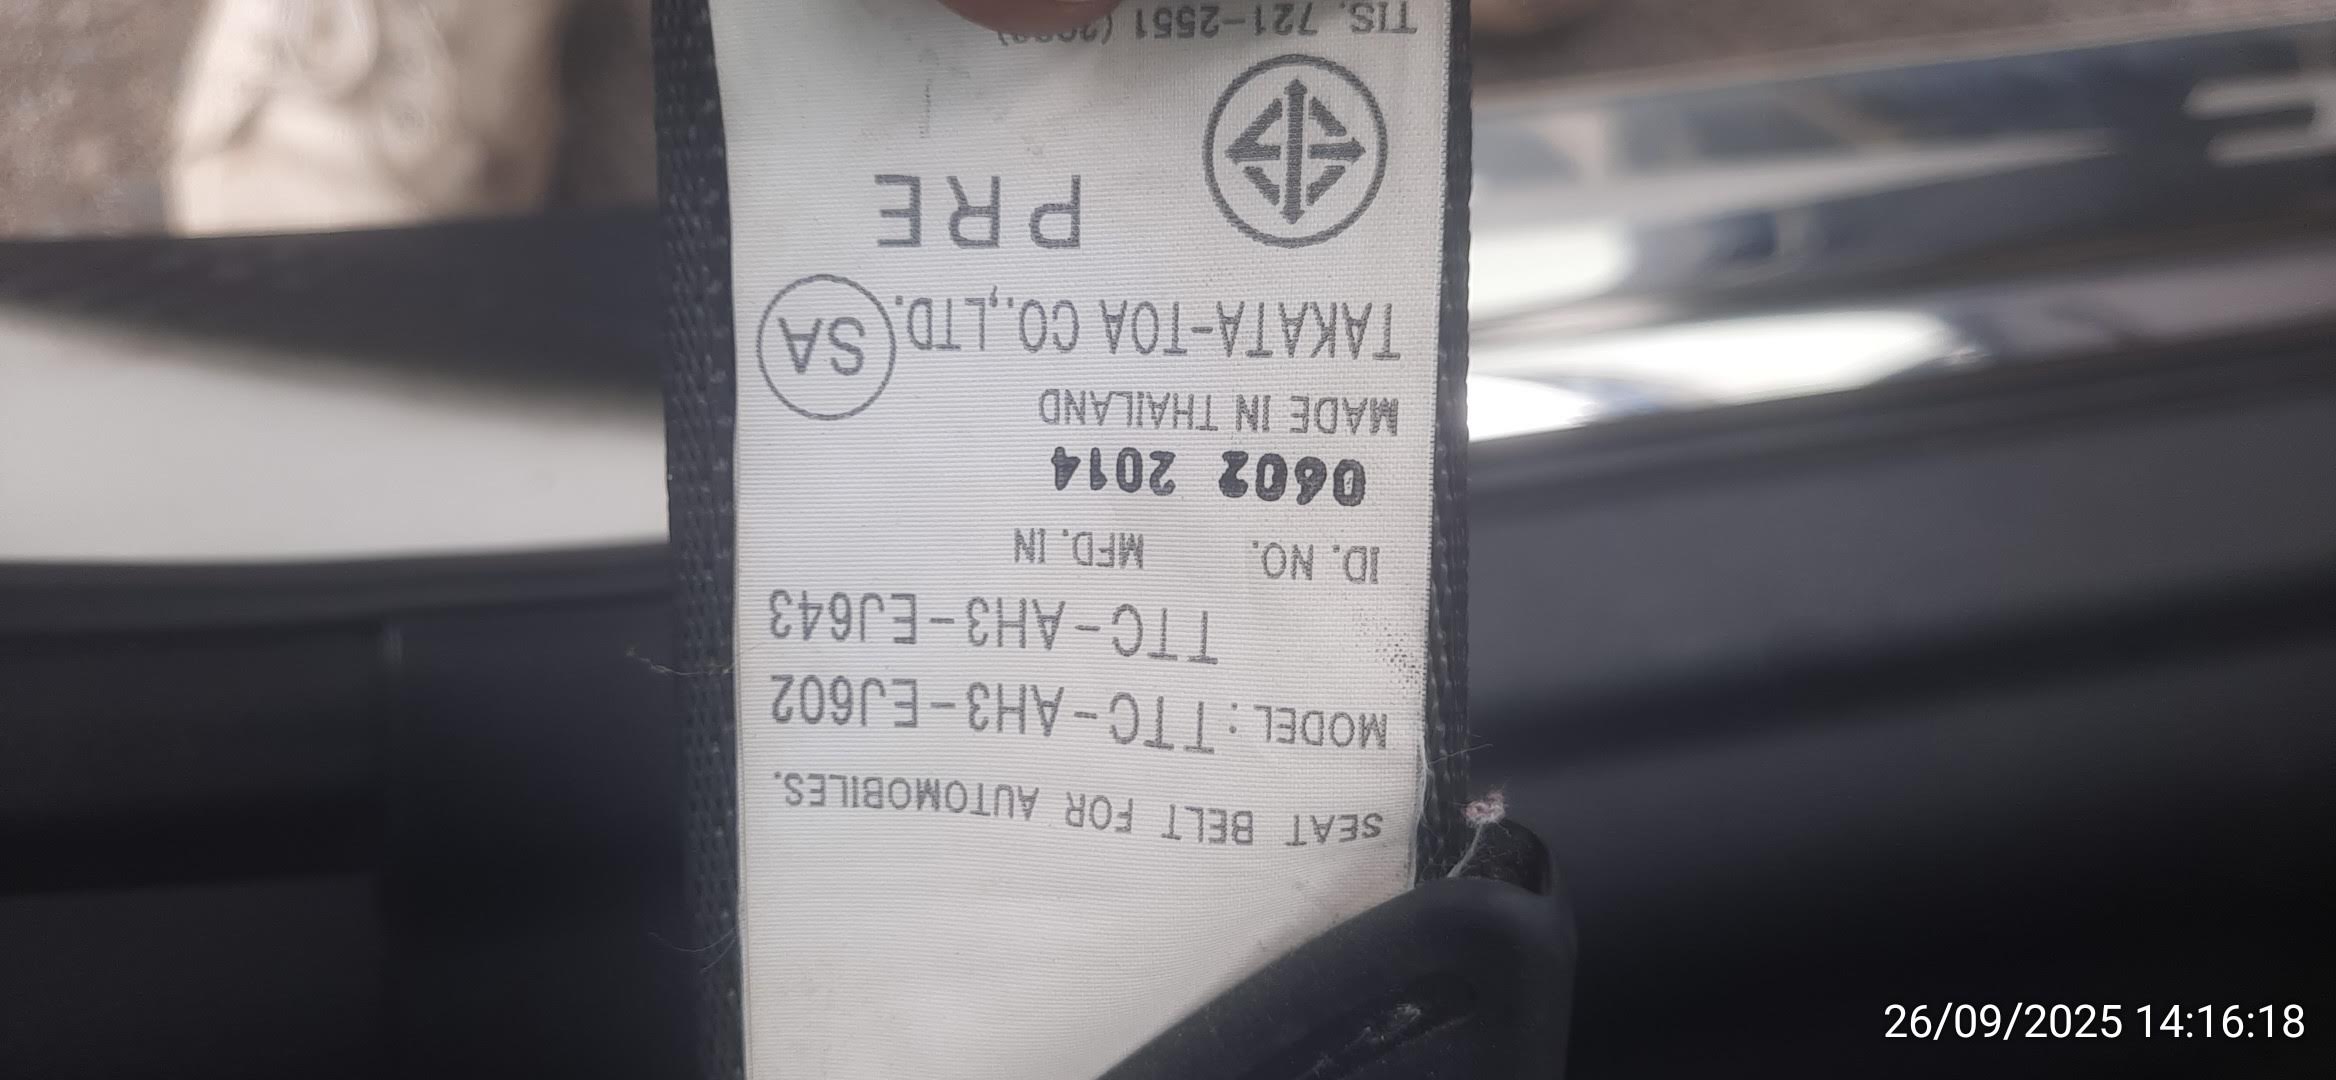 SEAT BELT FOR AUTOMOBILES.
MODEL: TTC-AH3-EJ602
TTC-AH3-EJ643
ID. NO. MFD. IN
0602 2014
MADE IN THAILAND
TAKATA-TOA CO.,LTD. SA
PRE
TIS. 721-2551
26/09/2025 14:16:18